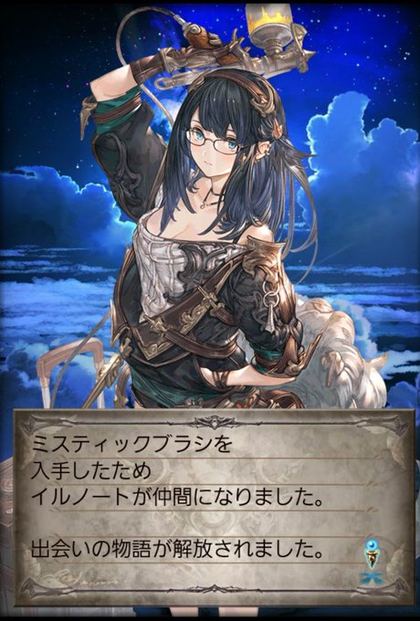 ミスティックブラシを
入手したため
イルノートが仲間になりました。
出会いの物語が解放されました。